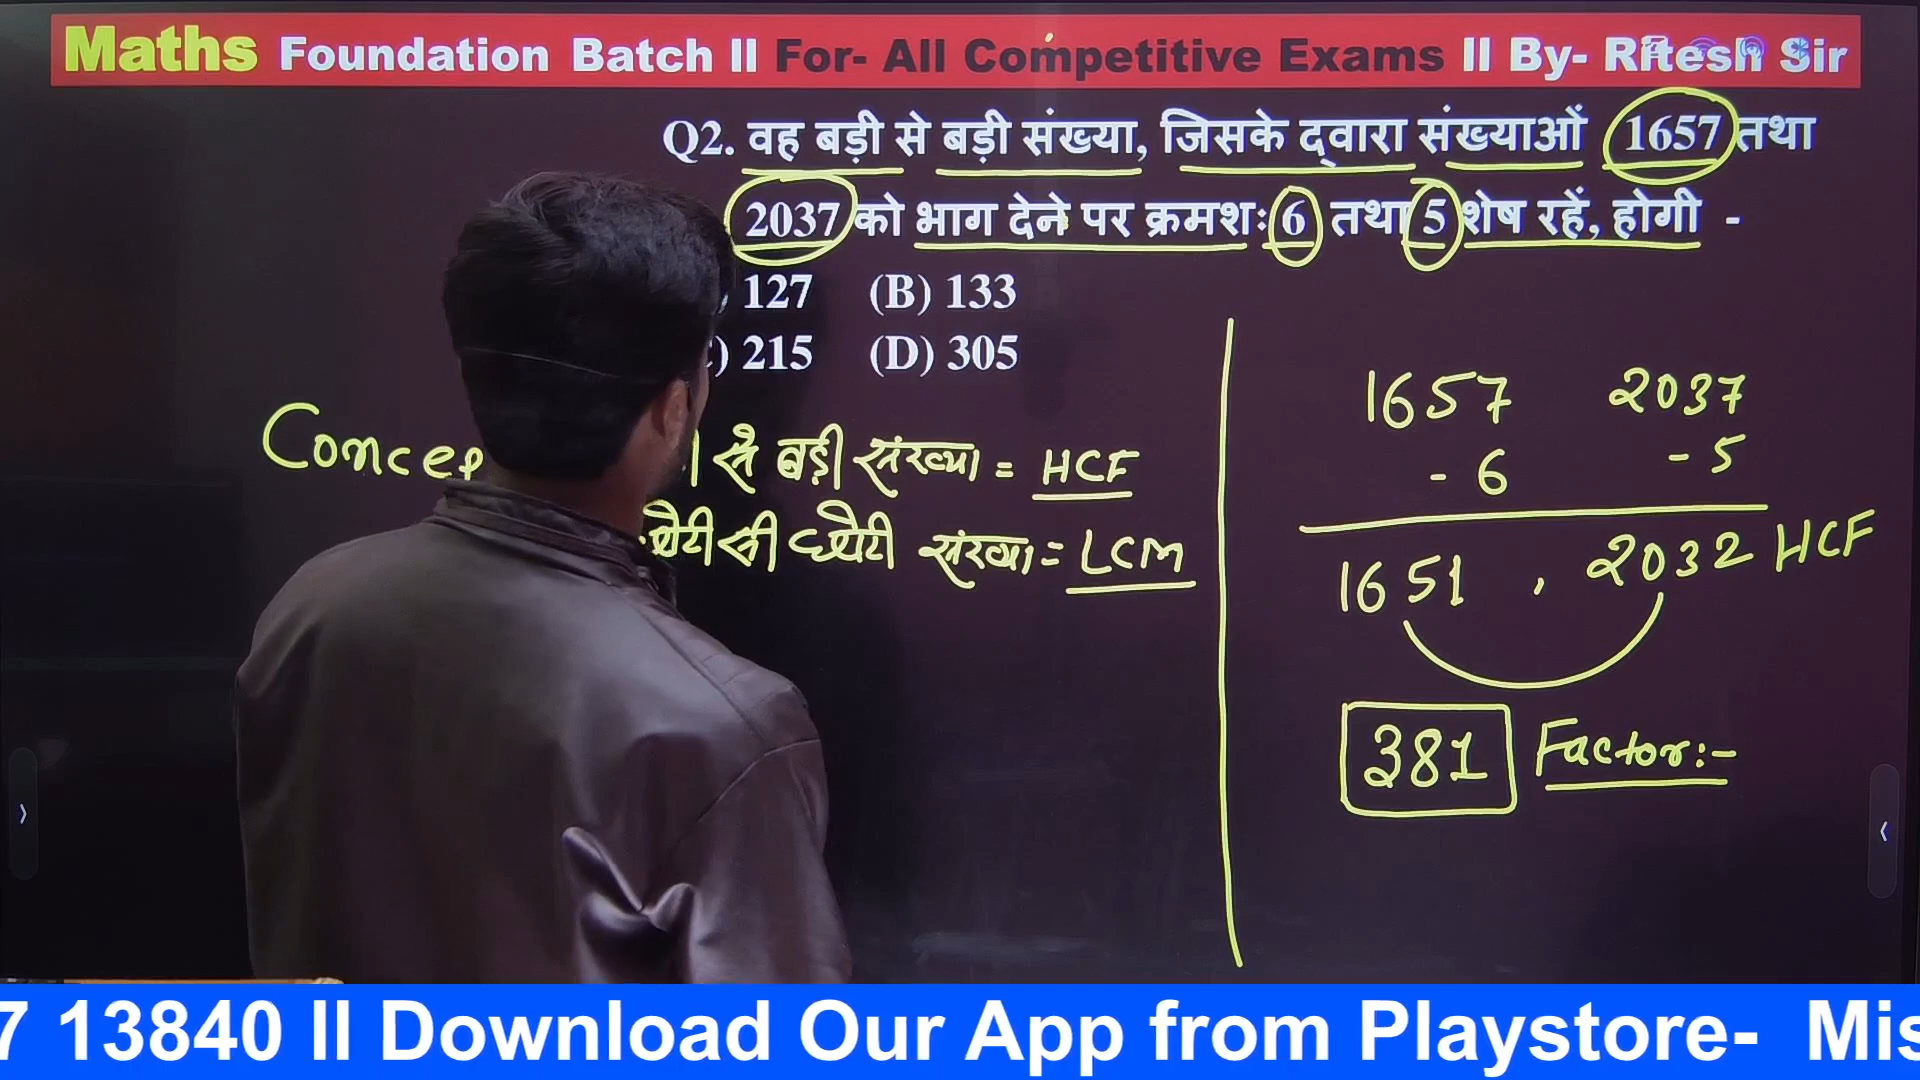 Maths Foundation Batch II For- All Competitive Exams II By- Ritesh Sir
Q2. वह बड़ी से बड़ी संख्या, जिसके द्वारा संख्याओं 1657 तथा
2037 को भाग देने पर क्रमशः 6 तथा 5 शेष रहें, होगी -
127 (B) 133
) 215 (D) 305
Concep से बड़ी संख्या = HCF
छोटी सी छोटी संख्या = LCM
1657 2037
- 6 - 5
1651 , 2032 HCF
381 Factor:-
7 13840 II Download Our App from Playstore- Mis